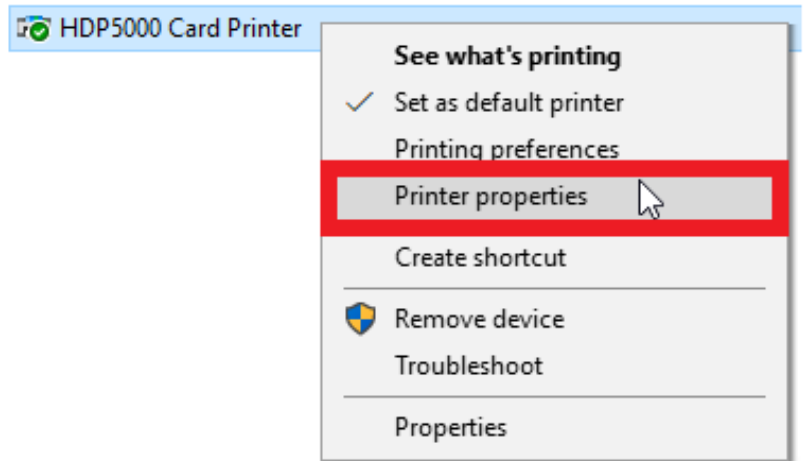 HDP5000 Card Printer
See what's printing
Set as default printer
Printing preferences
Printer properties
Create shortcut
Remove device
Troubleshoot
Properties